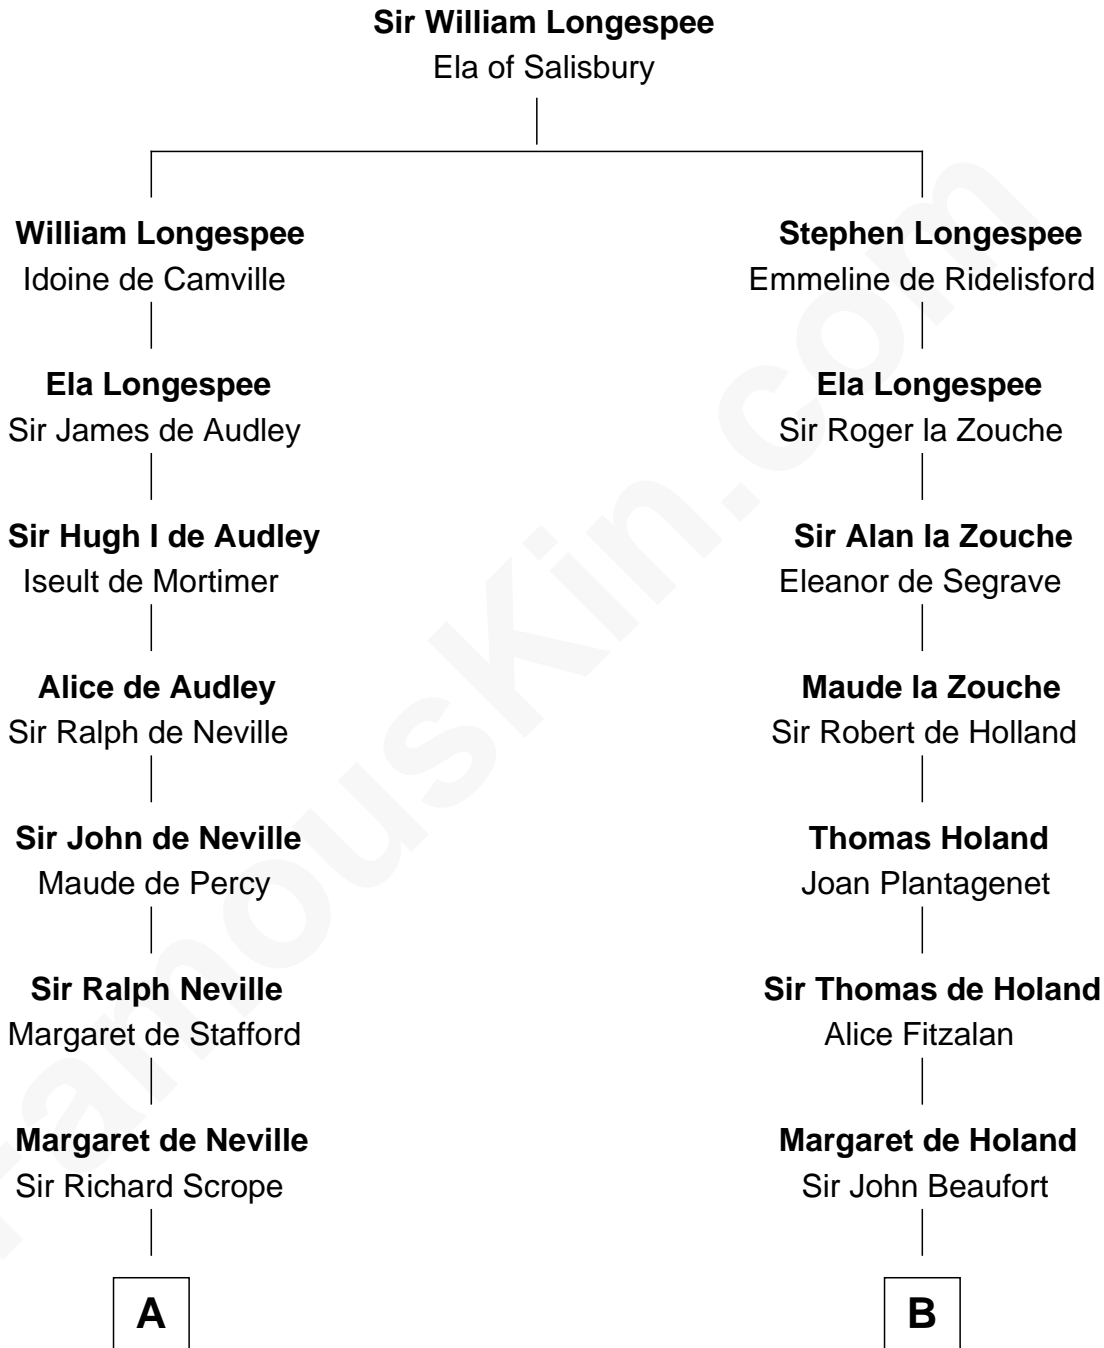 Sir William Longespee
Ela of Salisbury
William Longespee
Idoine de Camville
Ela Longespee
Sir James de Audley
Sir Hugh I de Audley
Iseult de Mortimer
Alice de Audley
Sir Ralph de Neville
Sir John de Neville
Maude de Percy
Sir Ralph Neville
Margaret de Stafford
Margaret de Neville
Sir Richard Scrope
A
Stephen Longespee
Emmeline de Ridelisford
Ela Longespee
Sir Roger la Zouche
Sir Alan la Zouche
Eleanor de Segrave
Maude la Zouche
Sir Robert de Holland
Thomas Holand
Joan Plantagenet
Sir Thomas de Holand
Alice Fitzalan
Margaret de Holand
Sir John Beaufort
B
FamousKin.com